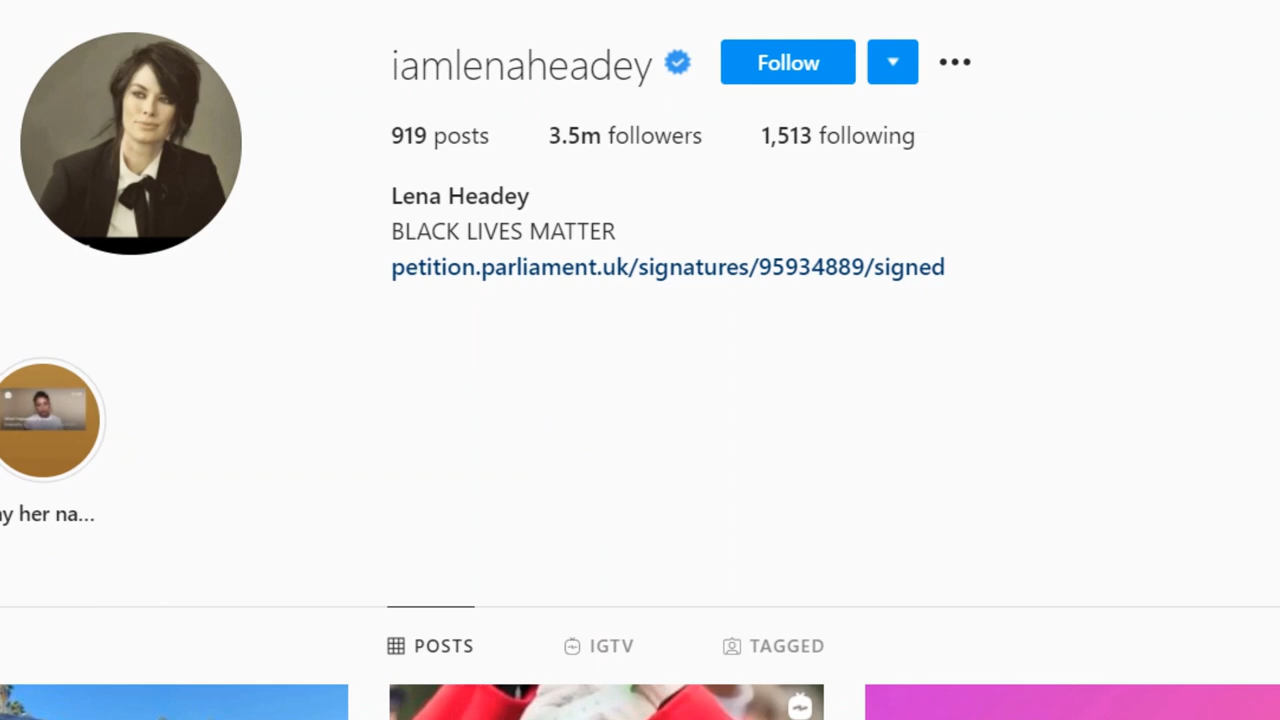 iamlenaheadey
Follow
919 posts 3.5m followers 1,513 following
Lena Headey
BLACK LIVES MATTER
petition.parliament.uk/signatures/95934889/signed
her na...
POSTS IGTV TAGGED